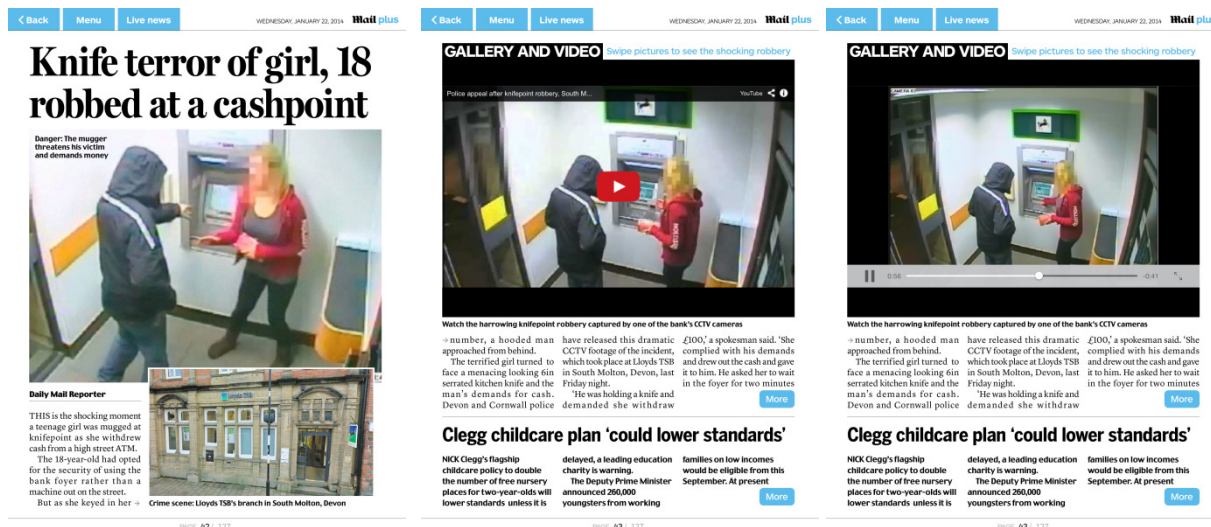 Back
Menu
Live news
WEDNESDAY, JANUARY 22, 2014
Mail plus
Knife terror of girl, 18
robbed at a cashpoint
Danger: The mugger
threatens his victim
and demands money
Daily Mail Reporter
THIS is the shocking moment
a teenage girl was mugged at
knifepoint as she withdrew
cash from a high street ATM.
The 18-year-old had opted
for the security of using the
bank foyer rather than a
machine out on the street.
But as she keyed in her →
Crime scene: Lloyds TSB's branch in South Molton, Devon
Back
Menu
Live news
WEDNESDAY, JANUARY 22, 2014
Mail plus
GALLERY AND VIDEO Swipe pictures to see the shocking robbery
Police appeal after knifepoint robbery, South M...
YouTube
Watch the harrowing knifepoint robbery captured by one of the bank's CCTV cameras
→ number, a hooded man
approached from behind.
The terrified girl turned to
face a menacing looking 6in
serrated kitchen knife and the
man's demands for cash.
Devon and Cornwall police
have released this dramatic
CCTV footage of the incident,
which took place at Lloyds TSB
in South Molton, Devon, last
Friday night.
'He was holding a knife and
demanded she withdraw
£100,' a spokesman said. 'She
complied with his demands
and drew out the cash and gave
it to him. He asked her to wait
in the foyer for two minutes
More
Clegg childcare plan 'could lower standards'
NICK Clegg's flagship
childcare policy to double
the number of free nursery
places for two-year-olds will
lower standards unless it is
delayed, a leading education
charity is warning.
The Deputy Prime Minister
announced 260,000
youngsters from working
families on low incomes
would be eligible from this
September. At present
More
Back
Menu
Live news
WEDNESDAY, JANUARY 22, 2014
Mail plu
GALLERY AND VIDEO Swipe pictures to see the shocking robbery
0:56
-0:41
Watch the harrowing knifepoint robbery captured by one of the bank's CCTV cameras
→ number, a hooded man
approached from behind.
The terrified girl turned to
face a menacing looking 6in
serrated kitchen knife and the
man's demands for cash.
Devon and Cornwall police
have released this dramatic
CCTV footage of the incident,
which took place at Lloyds TSB
in South Molton, Devon, last
Friday night.
'He was holding a knife and
demanded she withdraw
£100,' a spokesman said. 'She
complied with his demands
and drew out the cash and gave
it to him. He asked her to wait
in the foyer for two minutes
More
Clegg childcare plan 'could lower standards'
NICK Clegg's flagship
childcare policy to double
the number of free nursery
places for two-year-olds will
lower standards unless it is
delayed, a leading education
charity is warning.
The Deputy Prime Minister
announced 260,000
youngsters from working
families on low incomes
would be eligible from this
September. At present
More